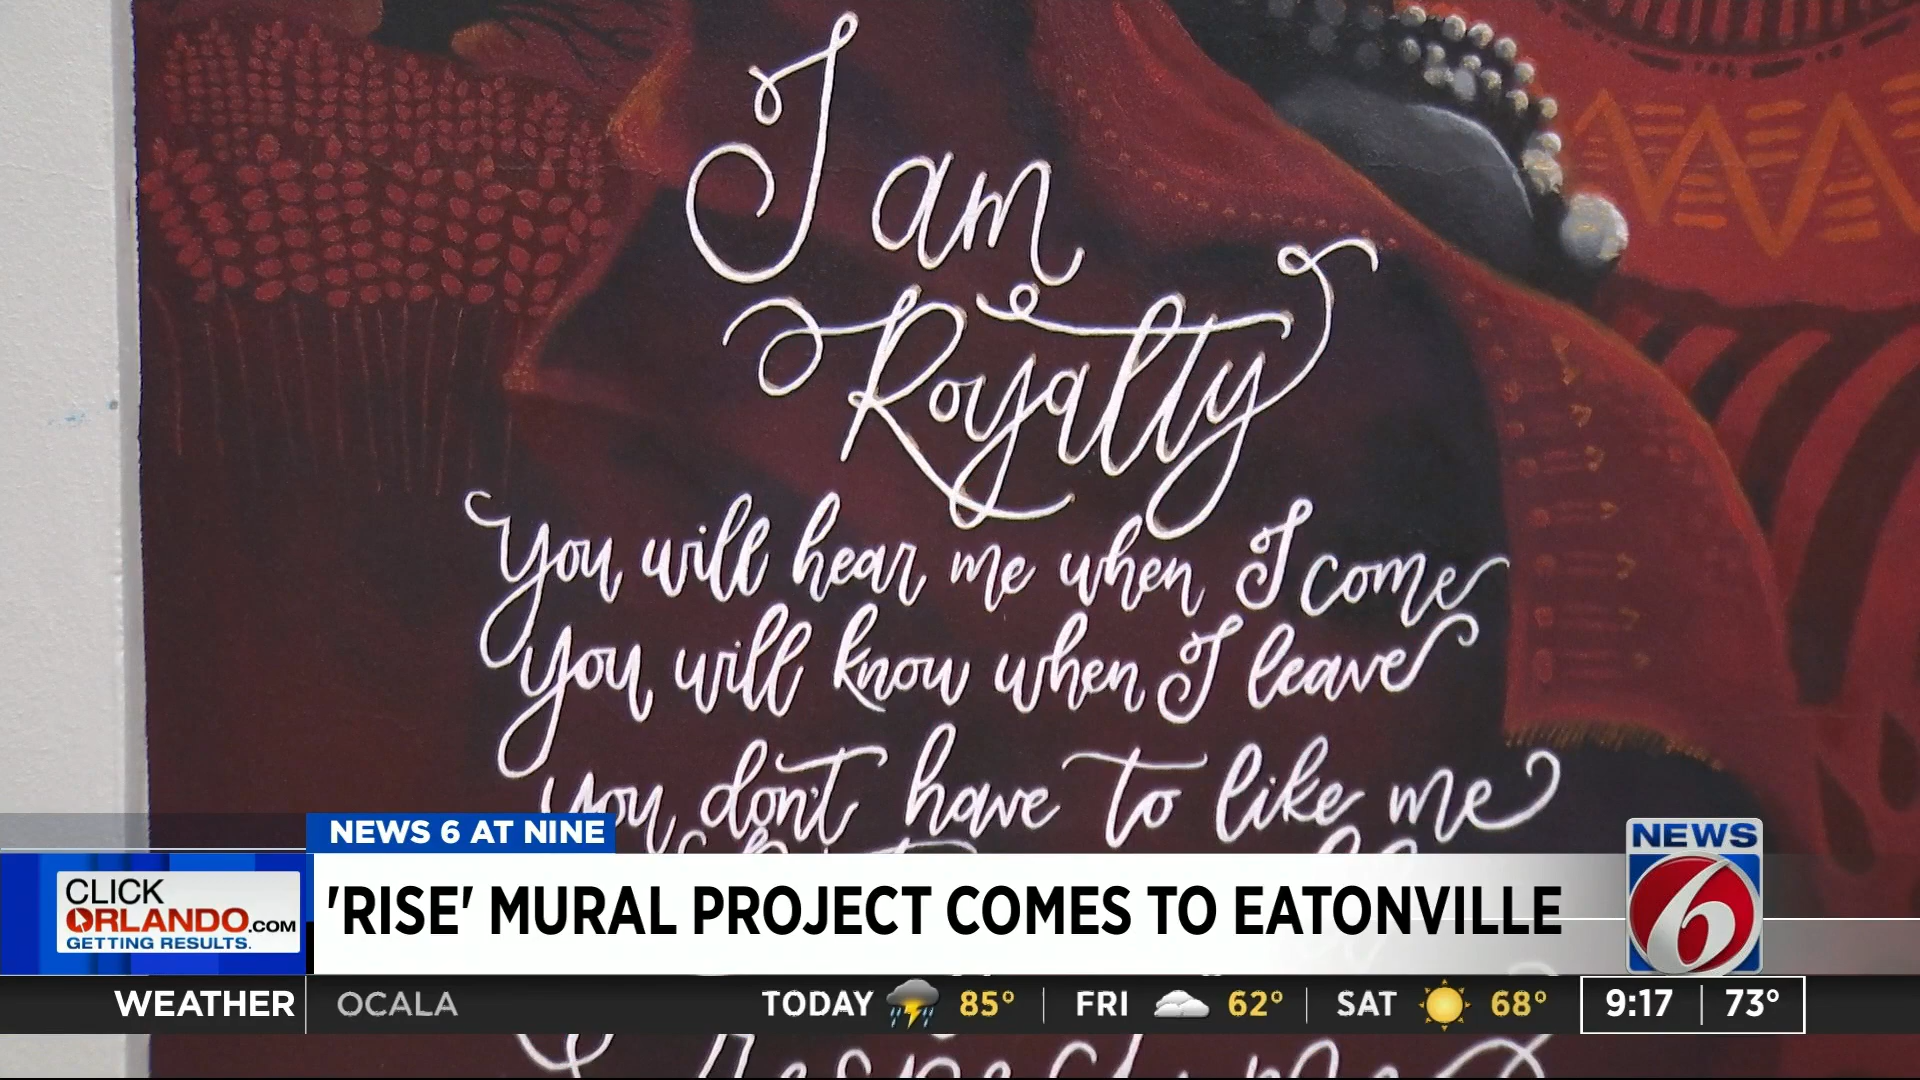 I am
Royalty
You will hear me when I come
You will know when I leave
you don't have to like me
respect me
NEWS 6 AT NINE
CLICK
ORLANDO.COM
GETTING RESULTS.
'RISE' MURAL PROJECT COMES TO EATONVILLE
NEWS
6
WEATHER OCALA TODAY 85° FRI 62° SAT 68° 9:17 73°